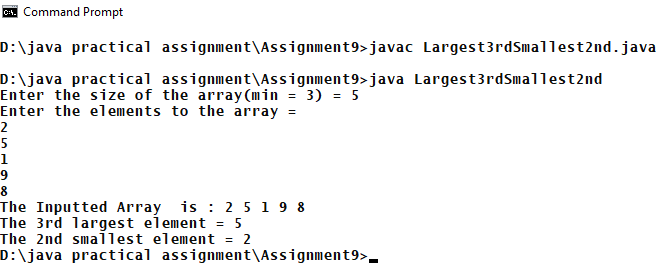 Command Prompt
D:\java practical assignment\Assignment9>javac Largest3rdSmallest2nd.java
D:\java practical assignment\Assignment9>java Largest3rdSmallest2nd
Enter the size of the array(min = 3) = 5
Enter the elements to the array =
2
5
1
9
8
The Inputted Array  is : 2 5 1 9 8
The 3rd largest element = 5
The 2nd smallest element = 2
D:\java practical assignment\Assignment9>